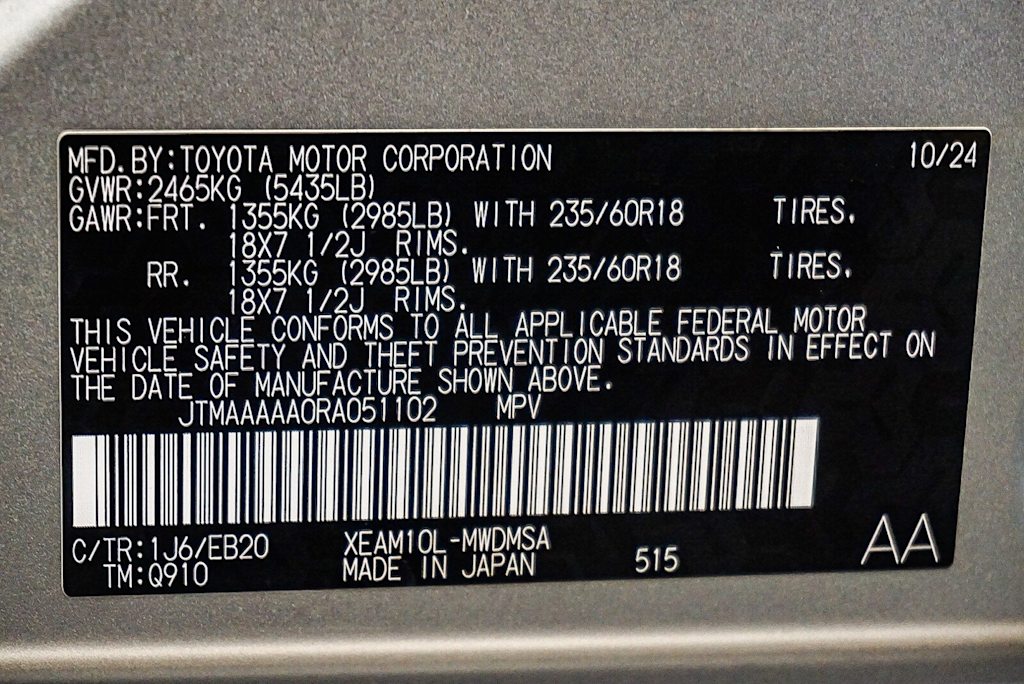 MFD.BY:TOYOTA MOTOR CORPORATION 10/24
GVWR:2465KG (5435LB)
GAWR:FRT. 1355KG (2985LB) WITH 235/60R18 TIRES.
18X7 1/2J RIMS.
RR. 1355KG (2985LB) WITH 235/60R18 TIRES.
18X7 1/2J RIMS.
THIS VEHICLE CONFORMS TO ALL APPLICABLE FEDERAL MOTOR
VEHICLE SAFETY AND THEFT PREVENTION STANDARDS IN EFFECT ON
THE DATE OF MANUFACTURE SHOWN ABOVE.
JTMAAAAA0RA051102 MPV
C/TR:1J6/EB20 XEAM10L-MWDMSA
TM:Q910 MADE IN JAPAN 515 AA